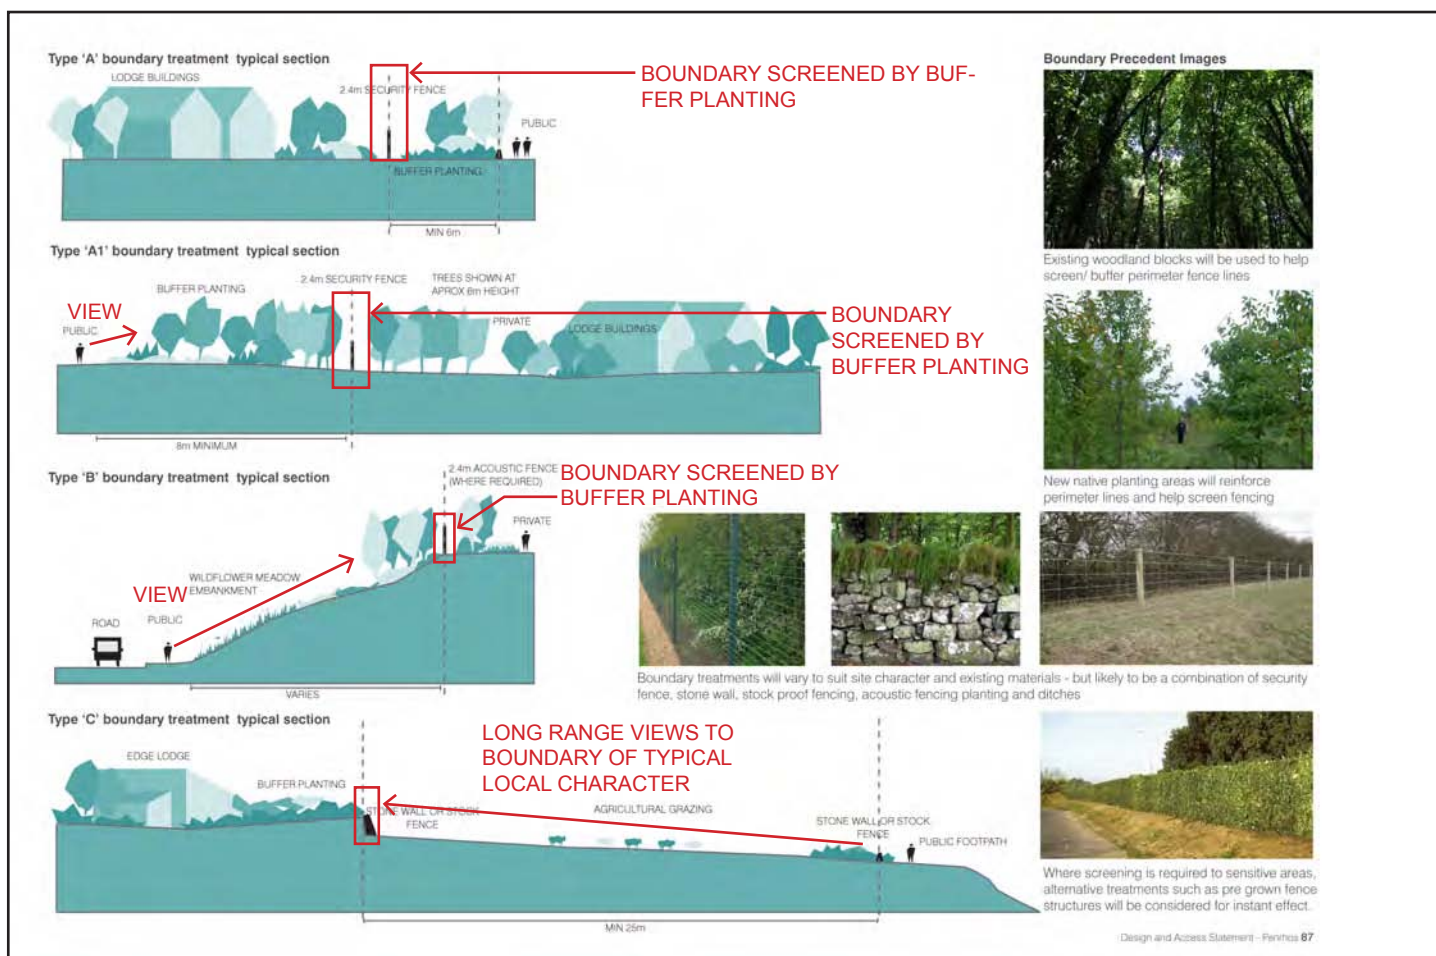 Type 'A' boundary treatment typical section
LODGE BUILDINGS
2.4m SECURITY FENCE
PUBLIC
BUFFER PLANTING
MIN 6m
BOUNDARY SCREENED BY BUF-
FER PLANTING
Type 'A1' boundary treatment typical section
2.4m SECURITY FENCE
TREES SHOWN AT
APROX 6m HEIGHT
BUFFER PLANTING
VIEW
PUBLIC
PRIVATE
LODGE BUILDINGS
8m MINIMUM
BOUNDARY
SCREENED BY
BUFFER PLANTING
Type 'B' boundary treatment typical section
2.4m ACOUSTIC FENCE
(WHERE REQUIRED)
BOUNDARY SCREENED BY
BUFFER PLANTING
PRIVATE
WILDFLOWER MEADOW
EMBANKMENT
VIEW
ROAD
PUBLIC
VARIES
Type 'C' boundary treatment typical section
EDGE LODGE
BUFFER PLANTING
STONE WALL OR STOCK
FENCE
LONG RANGE VIEWS TO
BOUNDARY OF TYPICAL
LOCAL CHARACTER
AGRICULTURAL GRAZING
STONE WALL OR STOCK
FENCE
PUBLIC FOOTPATH
MIN 25m
Boundary Precedent Images
Existing woodland blocks will be used to help
screen/ buffer perimeter fence lines
New native planting areas will reinforce
perimeter lines and help screen fencing
Boundary treatments will vary to suit site character and existing materials - but likely to be a combination of security
fence, stone wall, stock proof fencing, acoustic fencing planting and ditches
Where screening is required to sensitive areas,
alternative treatments such as pre grown fence
structures will be considered for instant effect.
Design and Access Statement - Penrhos 87